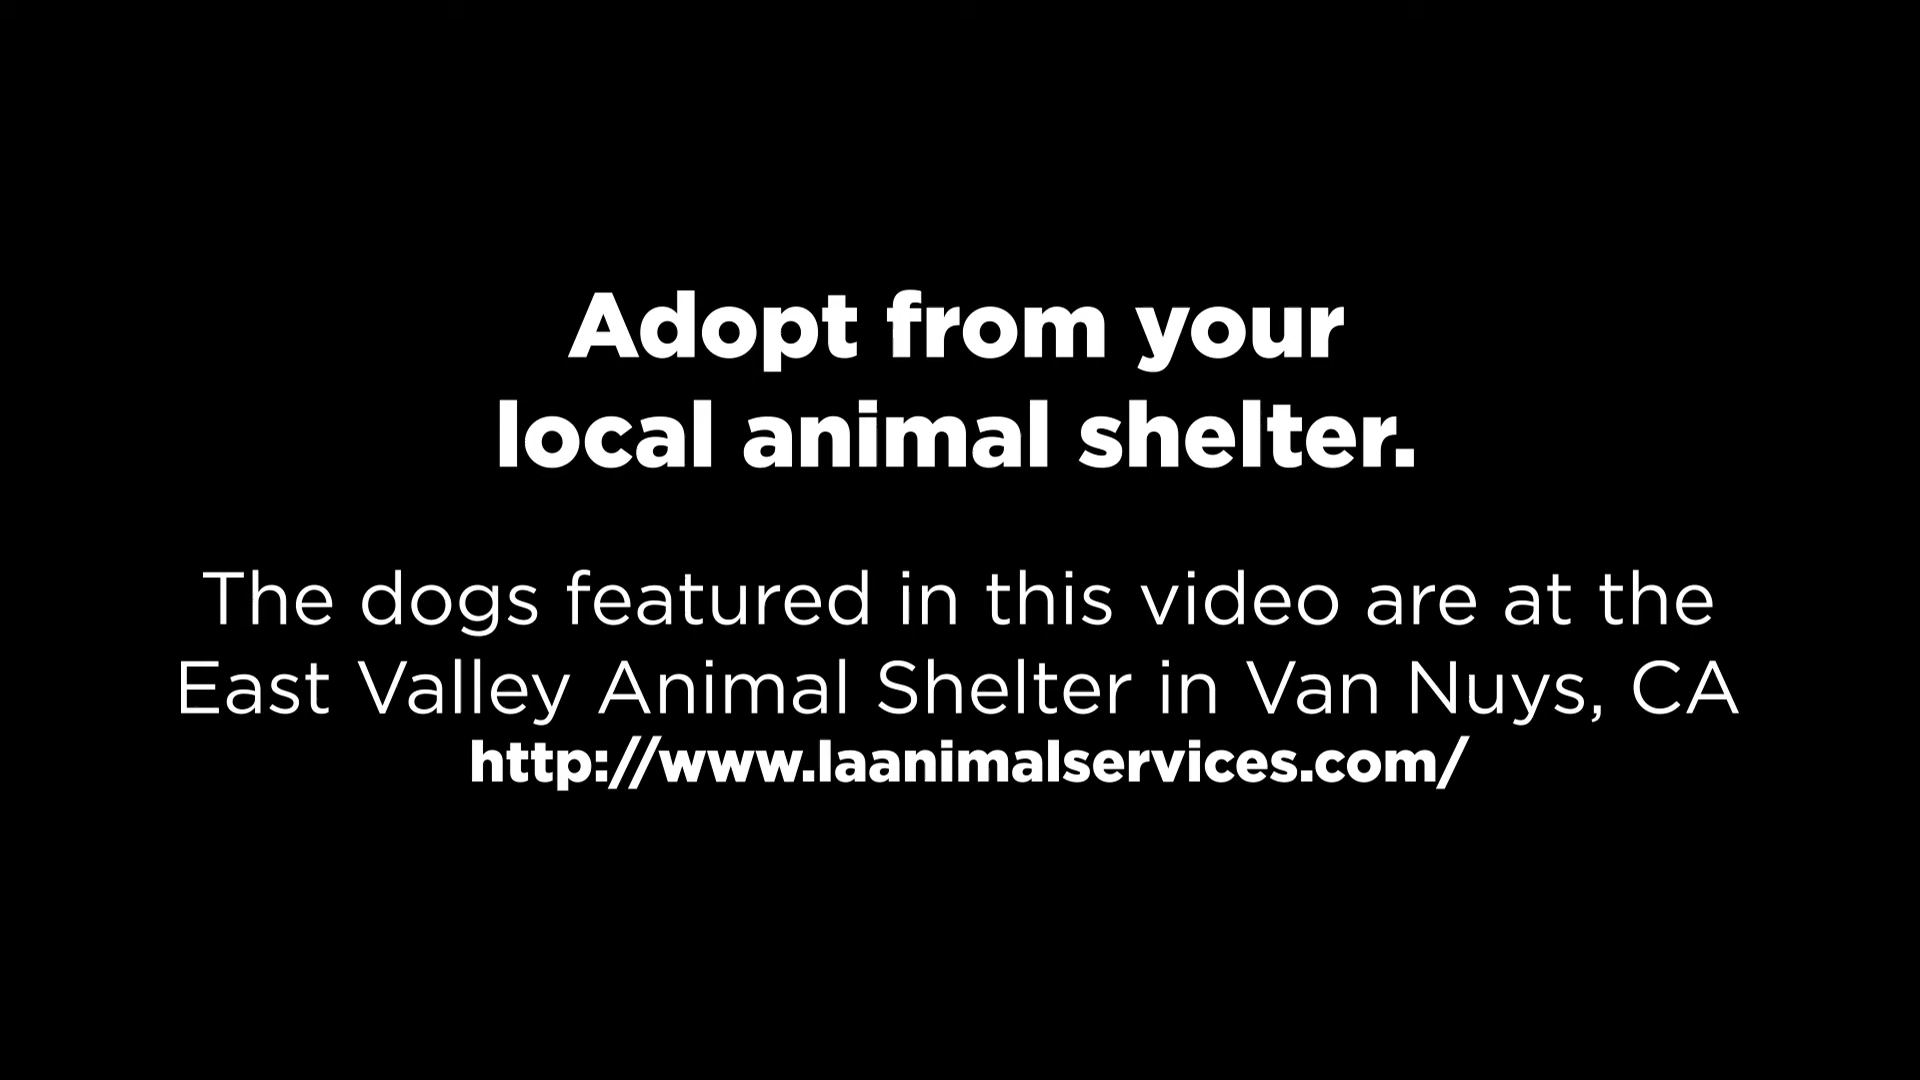 Adopt from your
local animal shelter.
The dogs featured in this video are at the
East Valley Animal Shelter in Van Nuys, CA
http://www.laanimalservices.com/